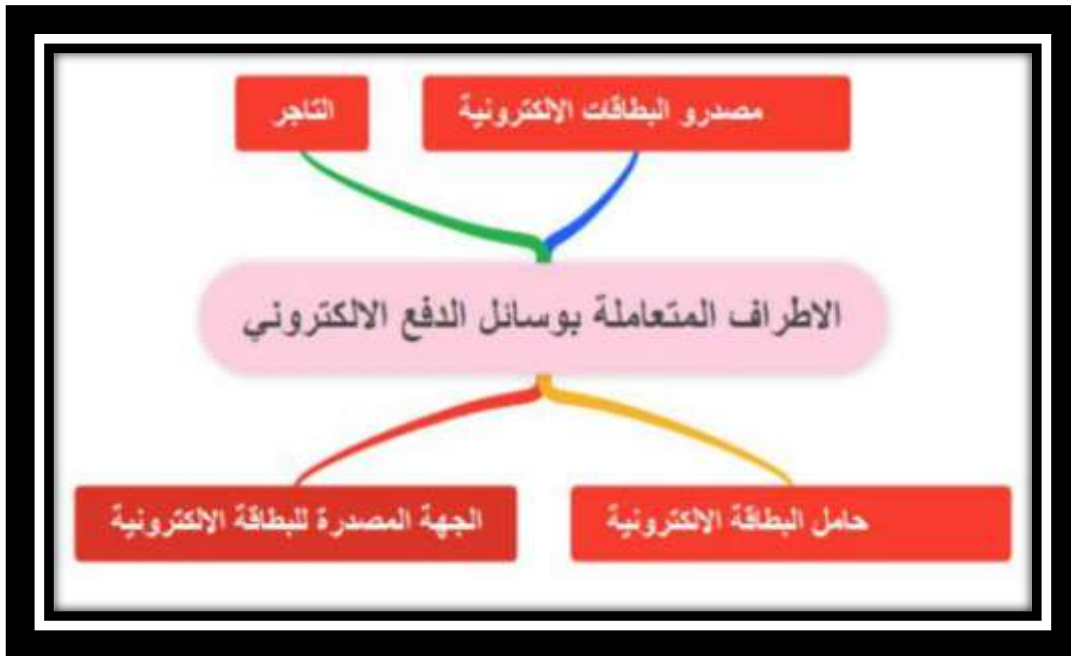 مصدرو البطاقات الالكترونية
التاجر
الاطراف المتعاملة بوسائل الدفع الالكتروني
حامل البطاقة الالكترونية
الجهة المصدرة للبطاقة الالكترونية